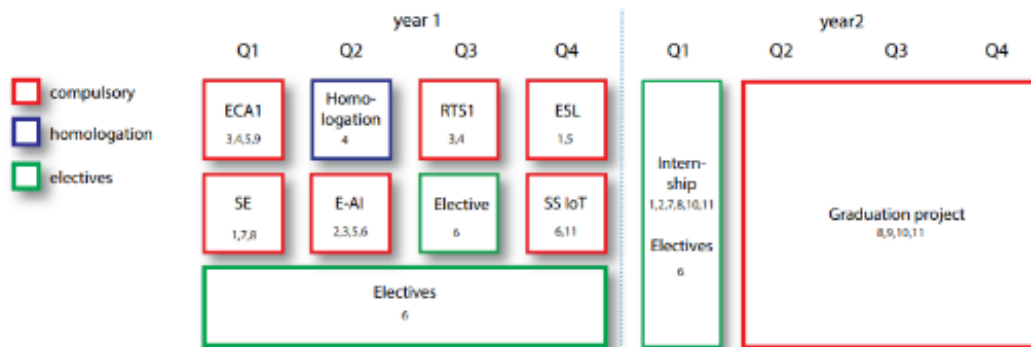 year 1
year2
Q1 Q2 Q3 Q4 Q1 Q2 Q3 Q4
compulsory
homologation
electives
ECA1
3,4,5,9
Homo-
logation
4
RTS1
3,4
ESL
1,5
SE
1,7,8
E-AI
2,3,5,6
Elective
6
SS IoT
6,11
Electives
6
Intern-
ship
1,2,7,8,10,11
Electives
6
Graduation project
8,9,10,11